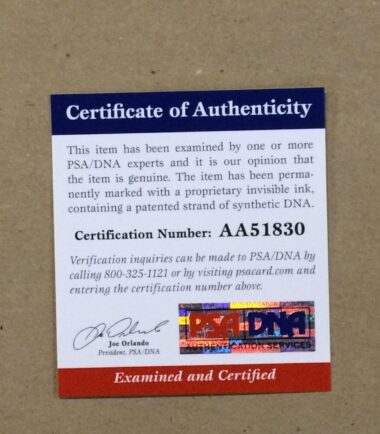 Certificate of Authenticity
This item has been examined by one or more
PSA/DNA experts and it is our opinion that
the item is genuine. The item has been perma-
nently marked with a proprietary invisible ink,
containing a patented strand of synthetic DNA.
Certification Number: AA51830
Verification inquiries can be made to PSA/DNA by
calling 800-325-1121 or by visiting psacard.com and
entering the certification number above.
Joe Orlando
President, PSA/DNA
PSA DNA
AUTHENTICATION SERVICES
Examined and Certified